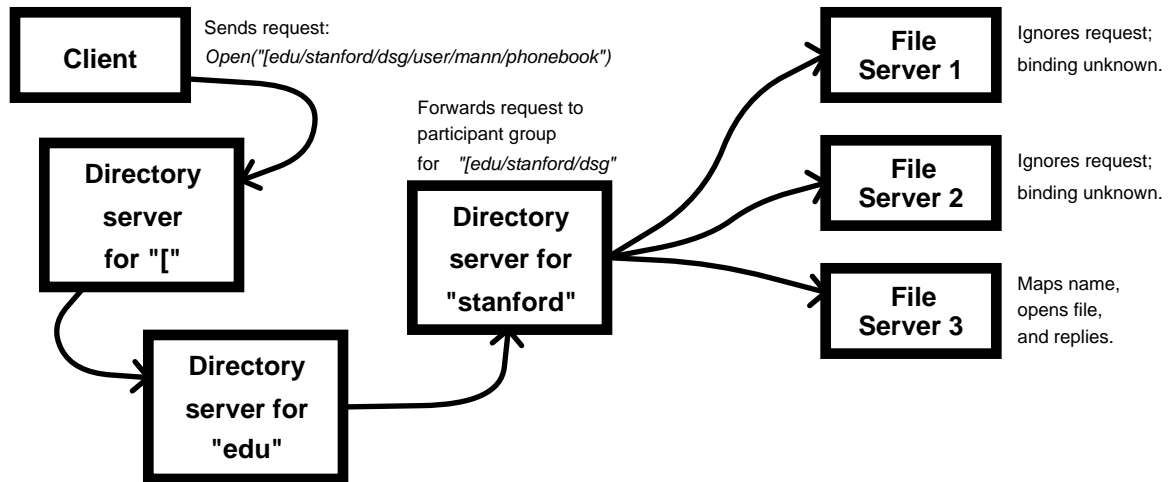 Client
Sends request:
Open("[edu/stanford/dsg/user/mann/phonebook")
Directory
server
for "["
Directory
server for
"edu"
Forwards request to
participant group
for "[edu/stanford/dsg"
Directory
server for
"stanford"
File
Server 1
Ignores request;
binding unknown.
File
Server 2
Ignores request;
binding unknown.
File
Server 3
Maps name,
opens file,
and replies.